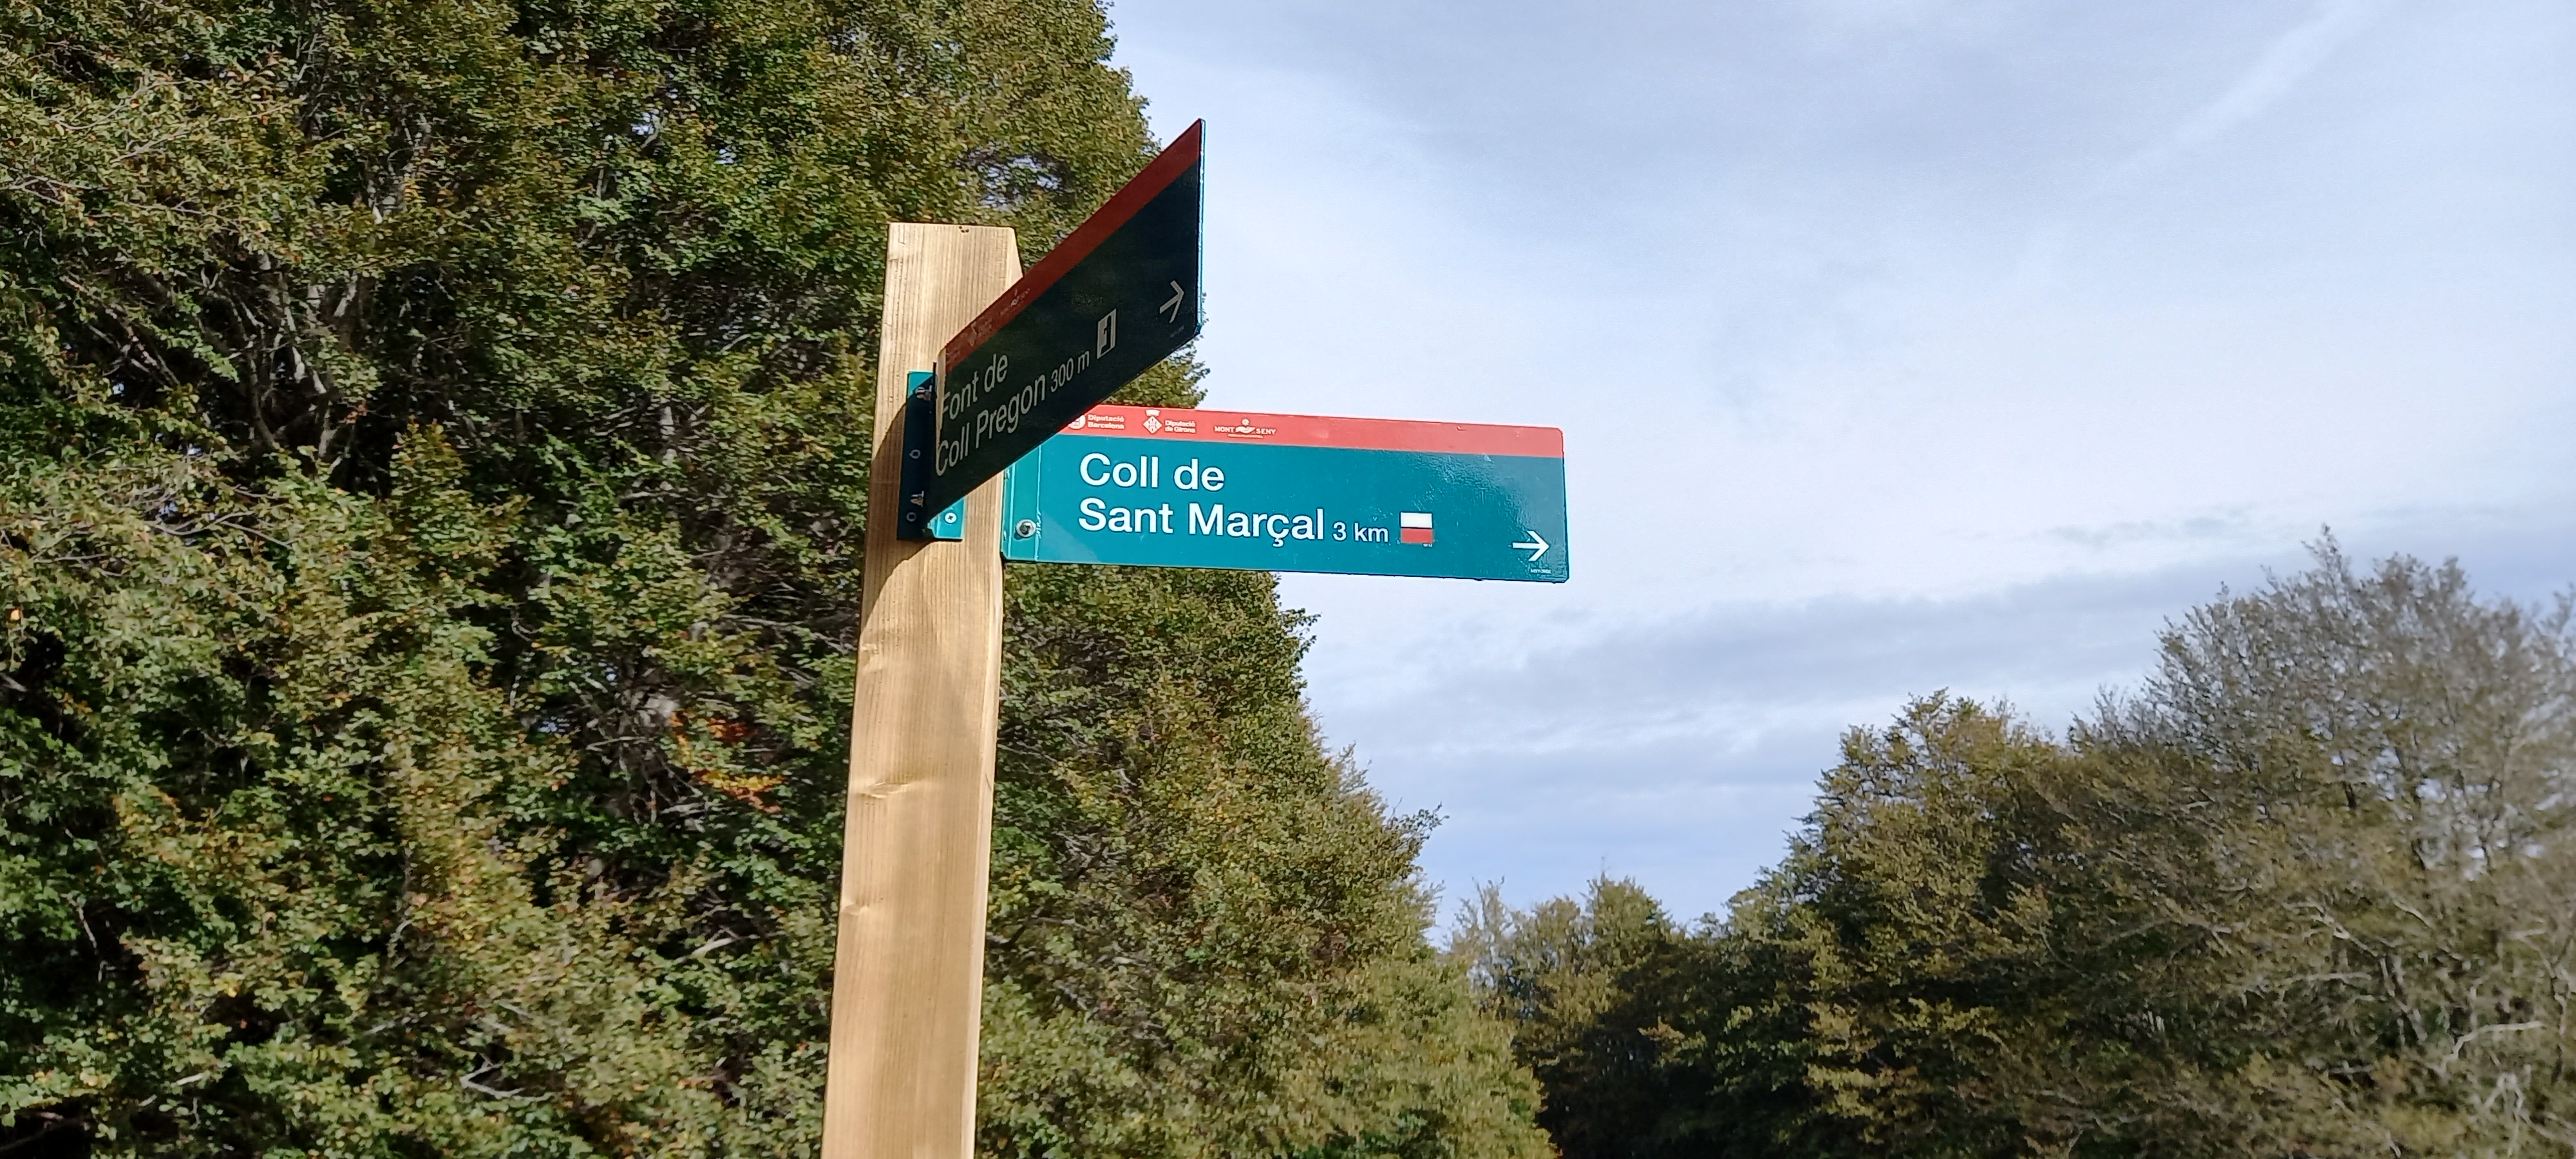 Font de
Coll Pregon 300 m
Diputació
Barcelona
Diputació
de Girona
MONTSENY
Coll de
Sant Marçal 3 km